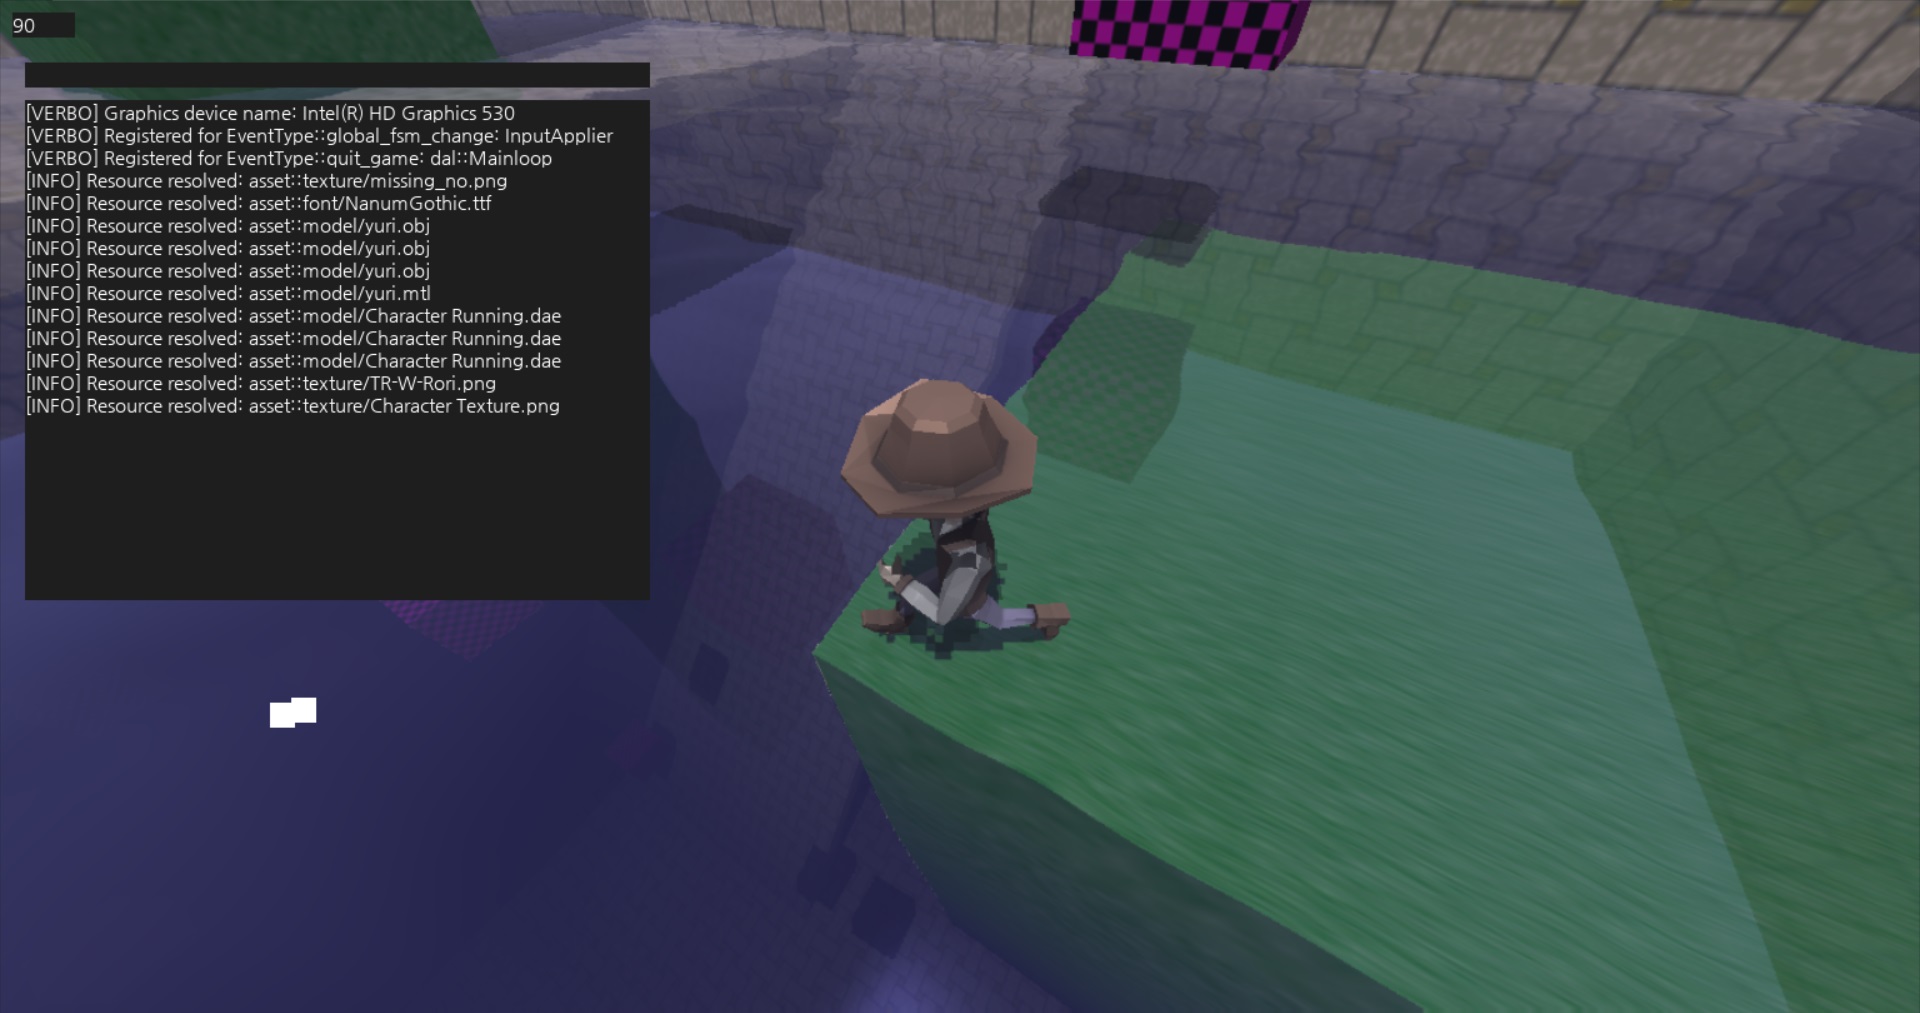 90
[VERBO] Graphics device name: Intel(R) HD Graphics 530
[VERBO] Registered for EventType::global_fsm_change: InputApplier
[VERBO] Registered for EventType::quit_game: dal::Mainloop
[INFO] Resource resolved: asset::texture/missing_no.png
[INFO] Resource resolved: asset::font/NanumGothic.ttf
[INFO] Resource resolved: asset::model/yuri.obj
[INFO] Resource resolved: asset::model/yuri.obj
[INFO] Resource resolved: asset::model/yuri.obj
[INFO] Resource resolved: asset::model/yuri.mtl
[INFO] Resource resolved: asset::model/Character Running.dae
[INFO] Resource resolved: asset::model/Character Running.dae
[INFO] Resource resolved: asset::model/Character Running.dae
[INFO] Resource resolved: asset::texture/TR-W-Rori.png
[INFO] Resource resolved: asset::texture/Character Texture.png